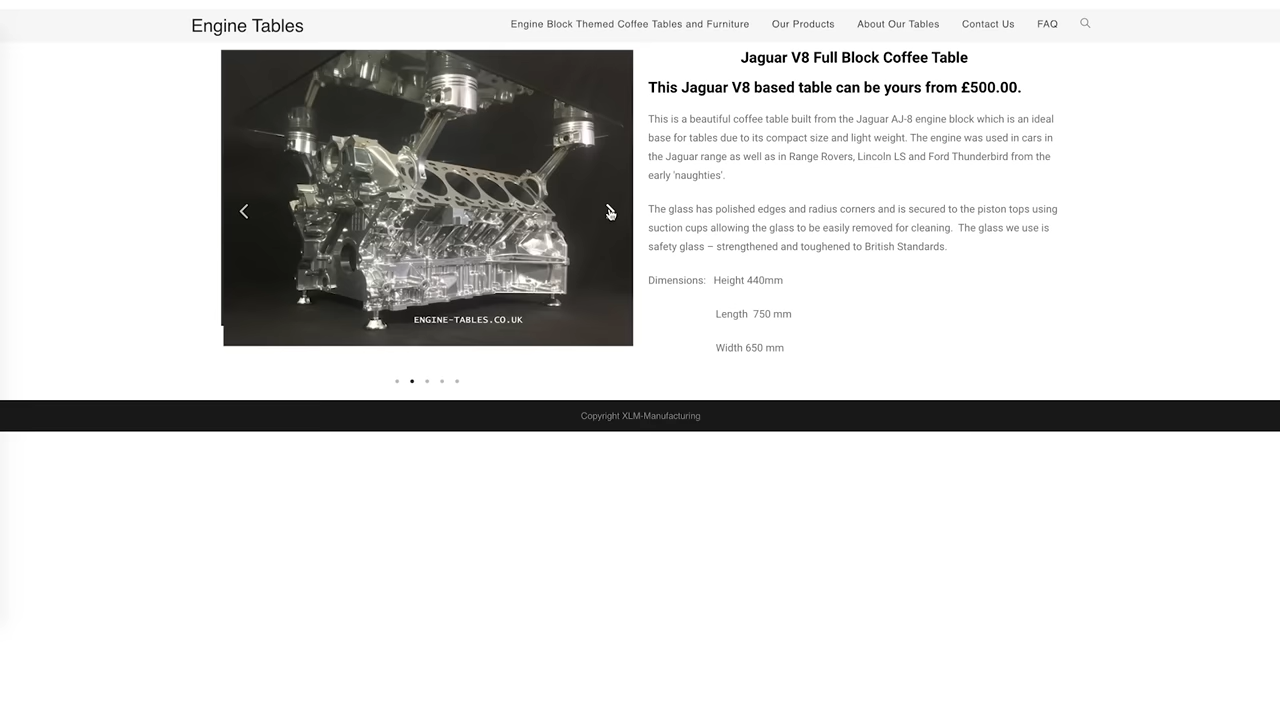 Engine Tables
Engine Block Themed Coffee Tables and Furniture
Our Products
About Our Tables
Contact Us
FAQ
ENGINE-TABLES.CO.UK
Jaguar V8 Full Block Coffee Table
This Jaguar V8 based table can be yours from £500.00.
This is a beautiful coffee table built from the Jaguar AJ-8 engine block which is an ideal
base for tables due to its compact size and light weight. The engine was used in cars in
the Jaguar range as well as in Range Rovers, Lincoln LS and Ford Thunderbird from the
early 'naughties'.
The glass has polished edges and radius corners and is secured to the piston tops using
suction cups allowing the glass to be easily removed for cleaning. The glass we use is
safety glass – strengthened and toughened to British Standards.
Dimensions: Height 440mm
Length 750 mm
Width 650 mm
Copyright XLM-Manufacturing